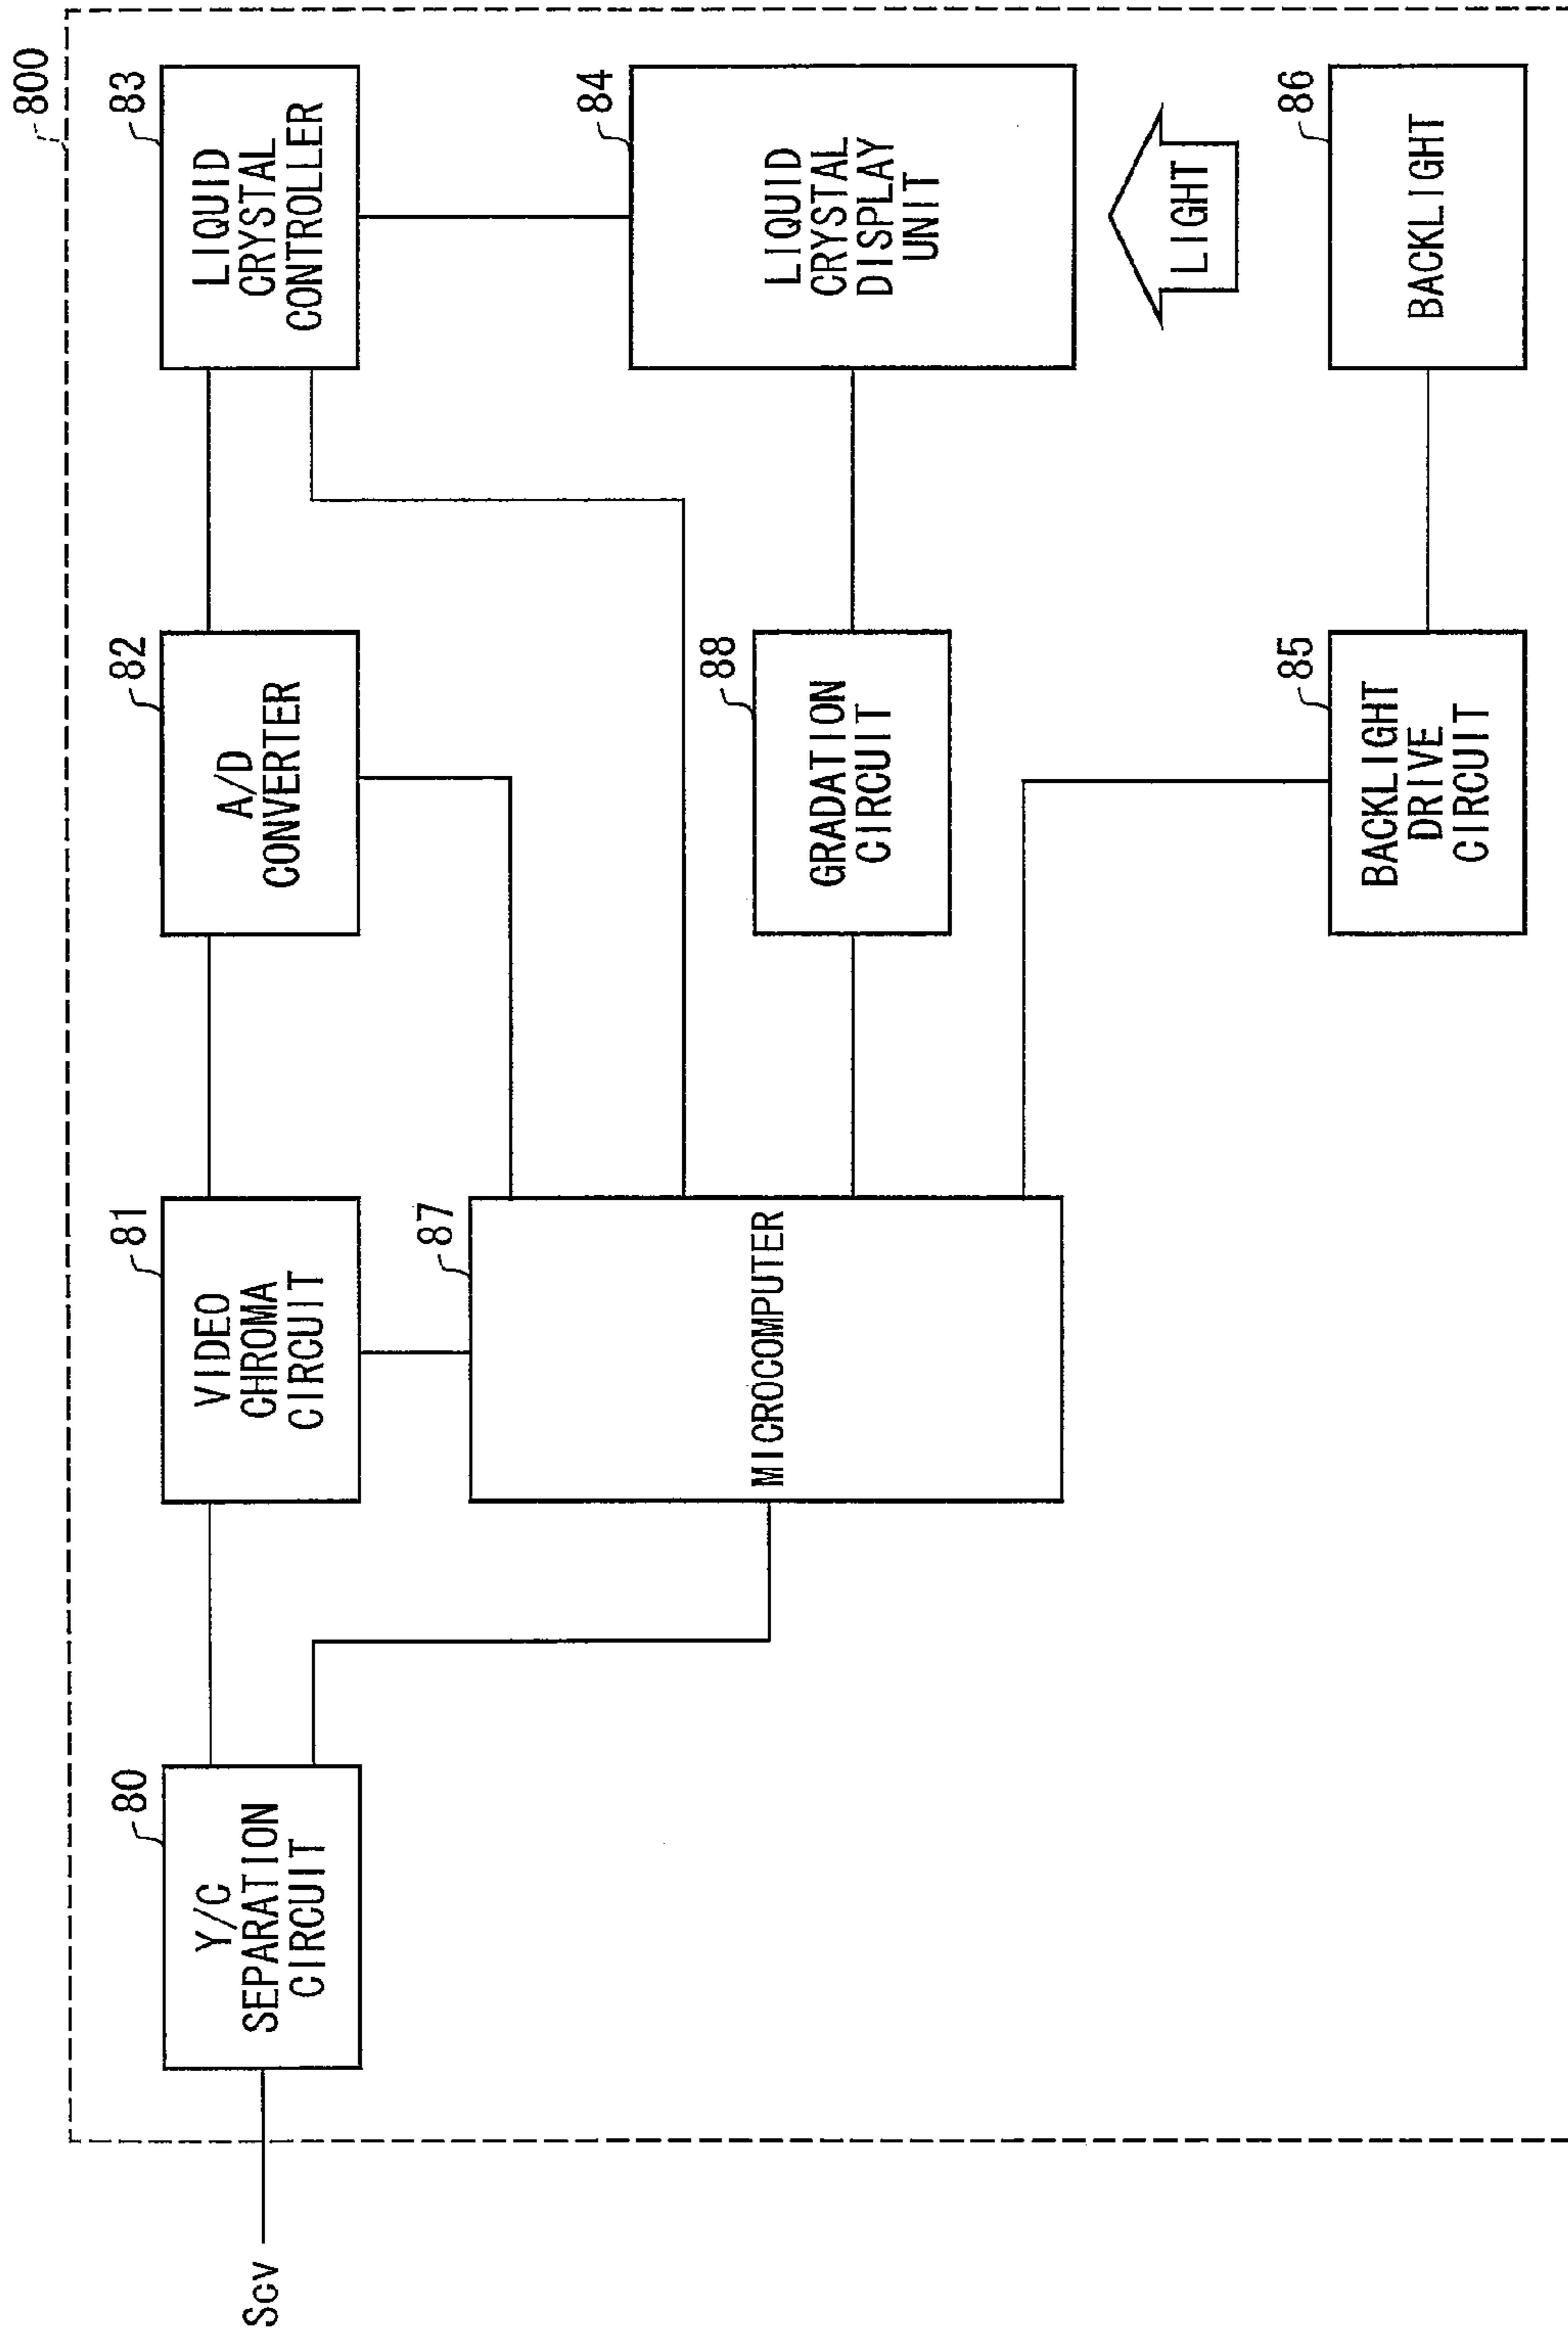 800
80
Y/C
SEPARATION
CIRCUIT
81
VIDEO
CHROMA
CIRCUIT
82
A/D
CONVERTER
83
LIQUID
CRYSTAL
CONTROLLER
Scv
87
MICROCOMPUTER
88
GRADATION
CIRCUIT
84
LIQUID
CRYSTAL
DISPLAY
UNIT
LIGHT
85
BACKLIGHT
DRIVE
CIRCUIT
86
BACKLIGHT